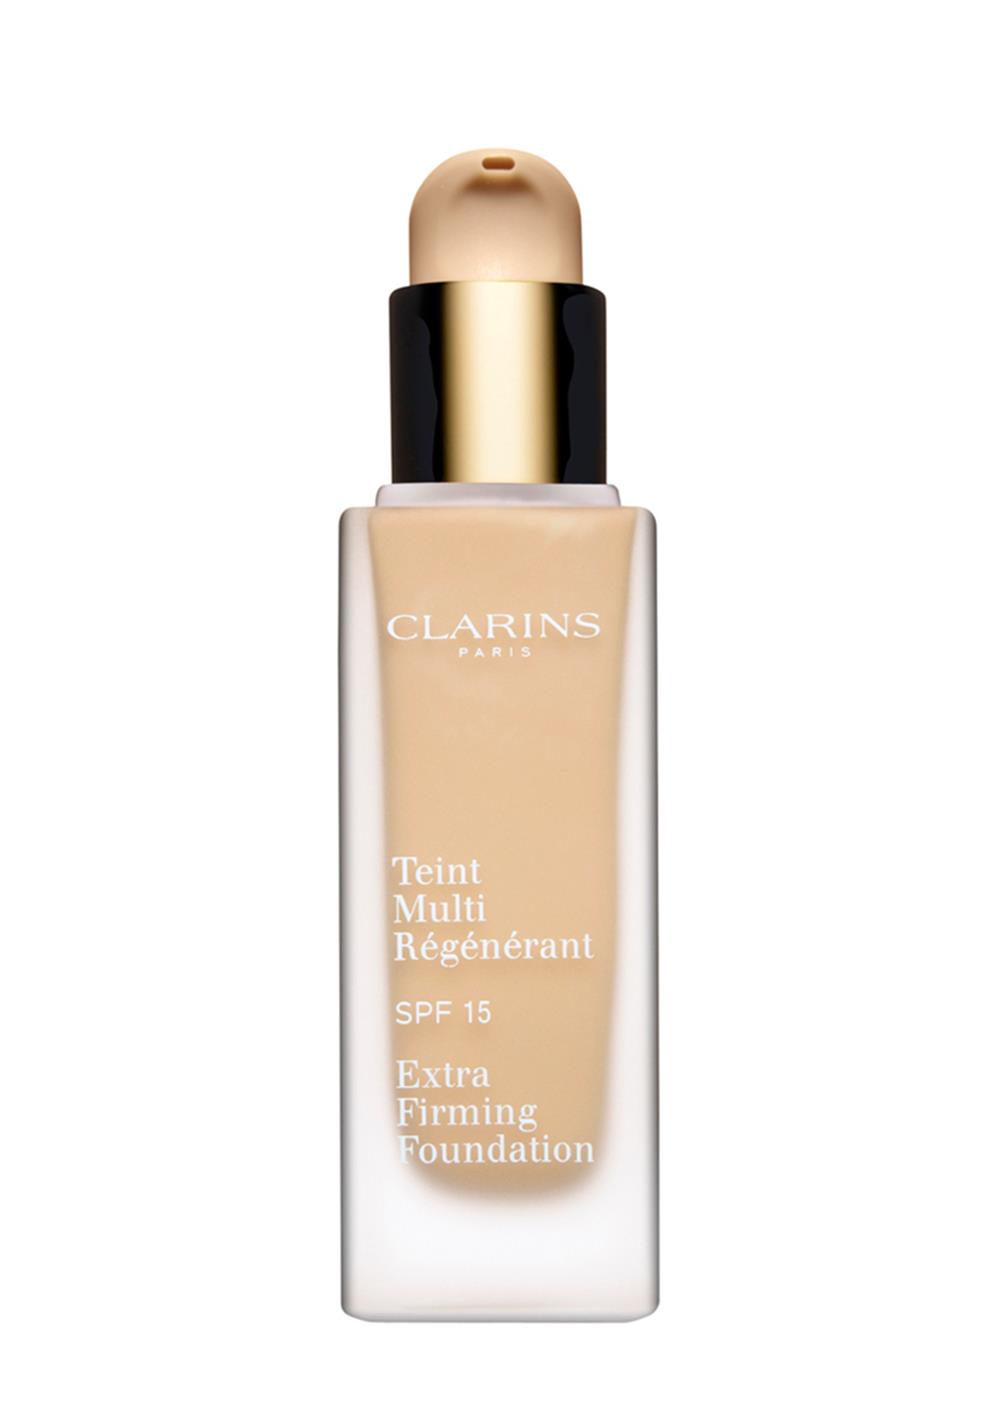 CLARINS
PARIS
Teint
Multi
Régénérant
SPF 15
Extra
Firming
Foundation